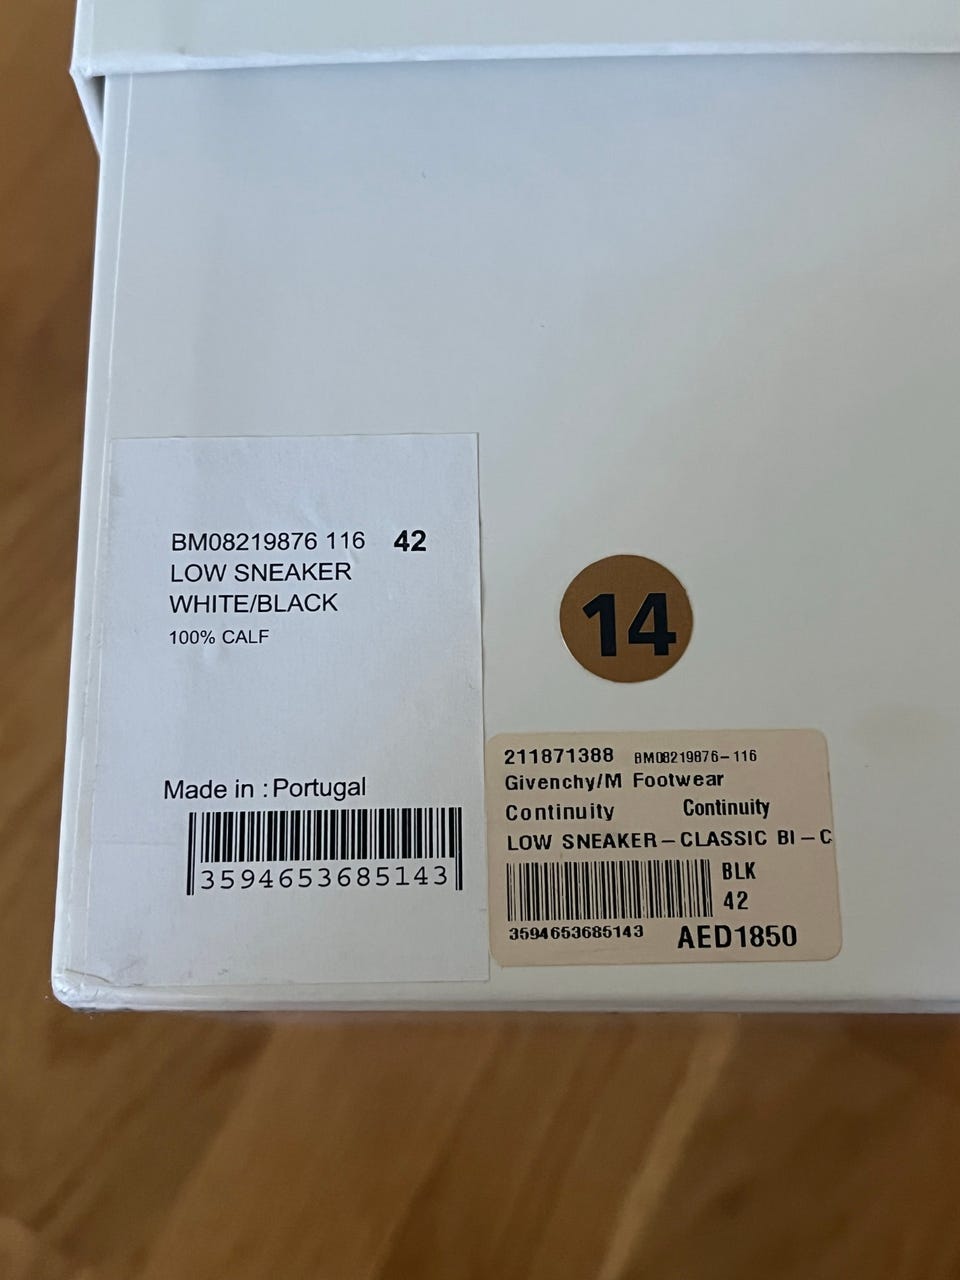 BM08219876 116 42
LOW SNEAKER
WHITE/BLACK
100% CALF
Made in : Portugal
3594653685143
14
211871388 BM08219876-116
Givenchy/M Footwear
Continuity Continuity
LOW SNEAKER-CLASSIC BI-C
BLK
42
3594653685143
AED1850